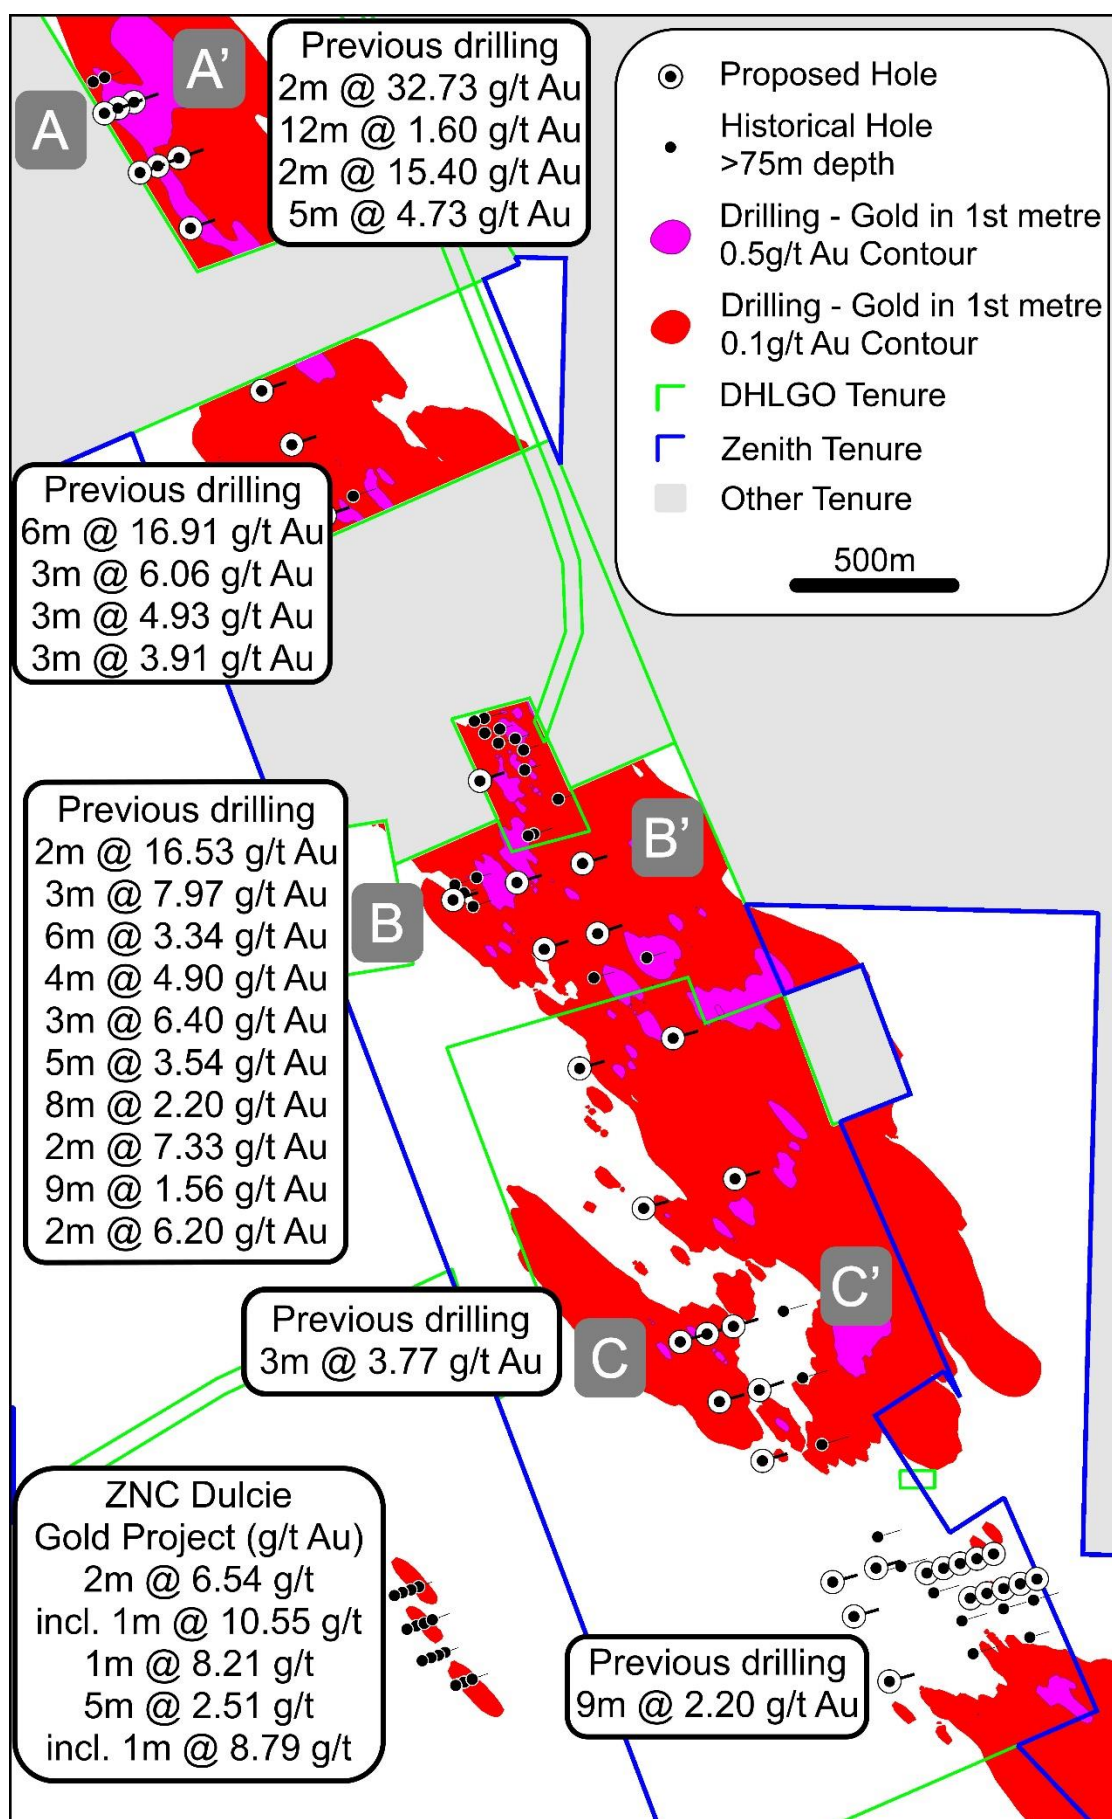 A
A’
Previous drilling
2m @ 32.73 g/t Au
12m @ 1.60 g/t Au
2m @ 15.40 g/t Au
5m @ 4.73 g/t Au
Proposed Hole
Historical Hole
>75m depth
Drilling - Gold in 1st metre
0.5g/t Au Contour
Drilling - Gold in 1st metre
0.1g/t Au Contour
DHLGO Tenure
Zenith Tenure
Other Tenure
500m
Previous drilling
6m @ 16.91 g/t Au
3m @ 6.06 g/t Au
3m @ 4.93 g/t Au
3m @ 3.91 g/t Au
Previous drilling
2m @ 16.53 g/t Au
3m @ 7.97 g/t Au
6m @ 3.34 g/t Au
4m @ 4.90 g/t Au
3m @ 6.40 g/t Au
5m @ 3.54 g/t Au
8m @ 2.20 g/t Au
2m @ 7.33 g/t Au
9m @ 1.56 g/t Au
2m @ 6.20 g/t Au
B
B’
Previous drilling
3m @ 3.77 g/t Au
C
C’
ZNC Dulcie
Gold Project (g/t Au)
2m @ 6.54 g/t
incl. 1m @ 10.55 g/t
1m @ 8.21 g/t
5m @ 2.51 g/t
incl. 1m @ 8.79 g/t
Previous drilling
9m @ 2.20 g/t Au